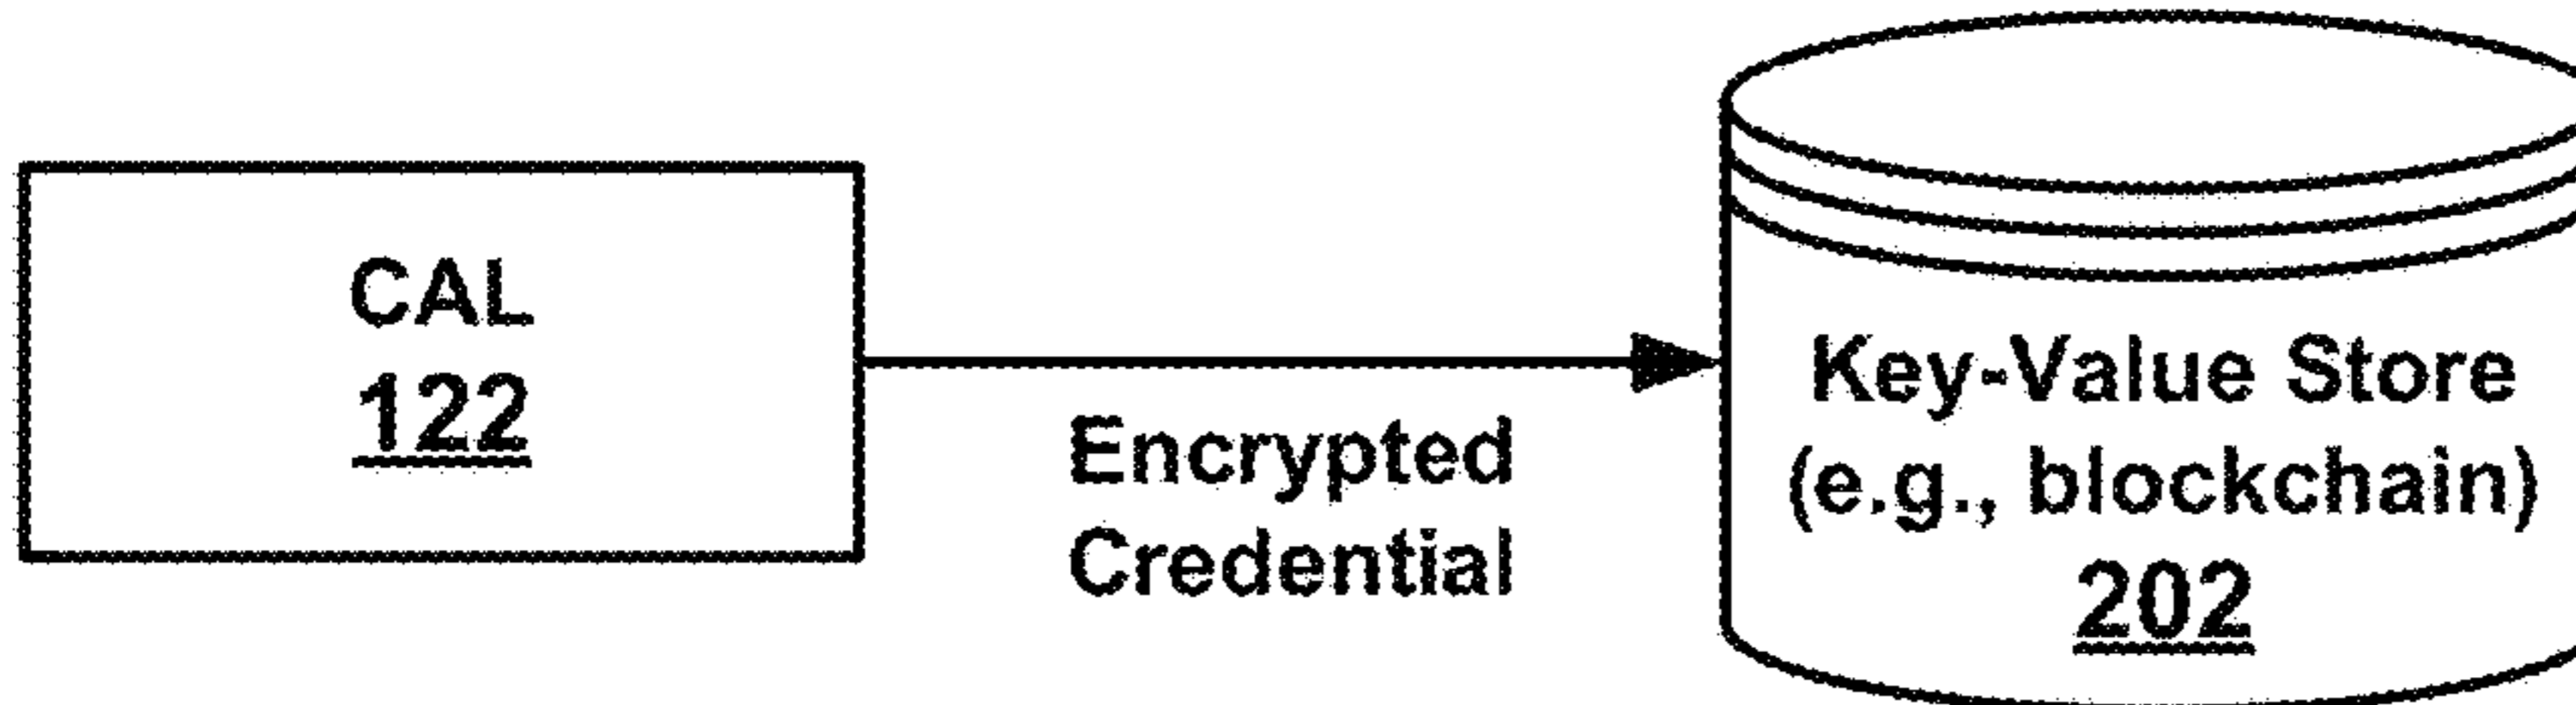 CAL
122
Encrypted
Credential
Key-Value Store
(e.g., blockchain)
202